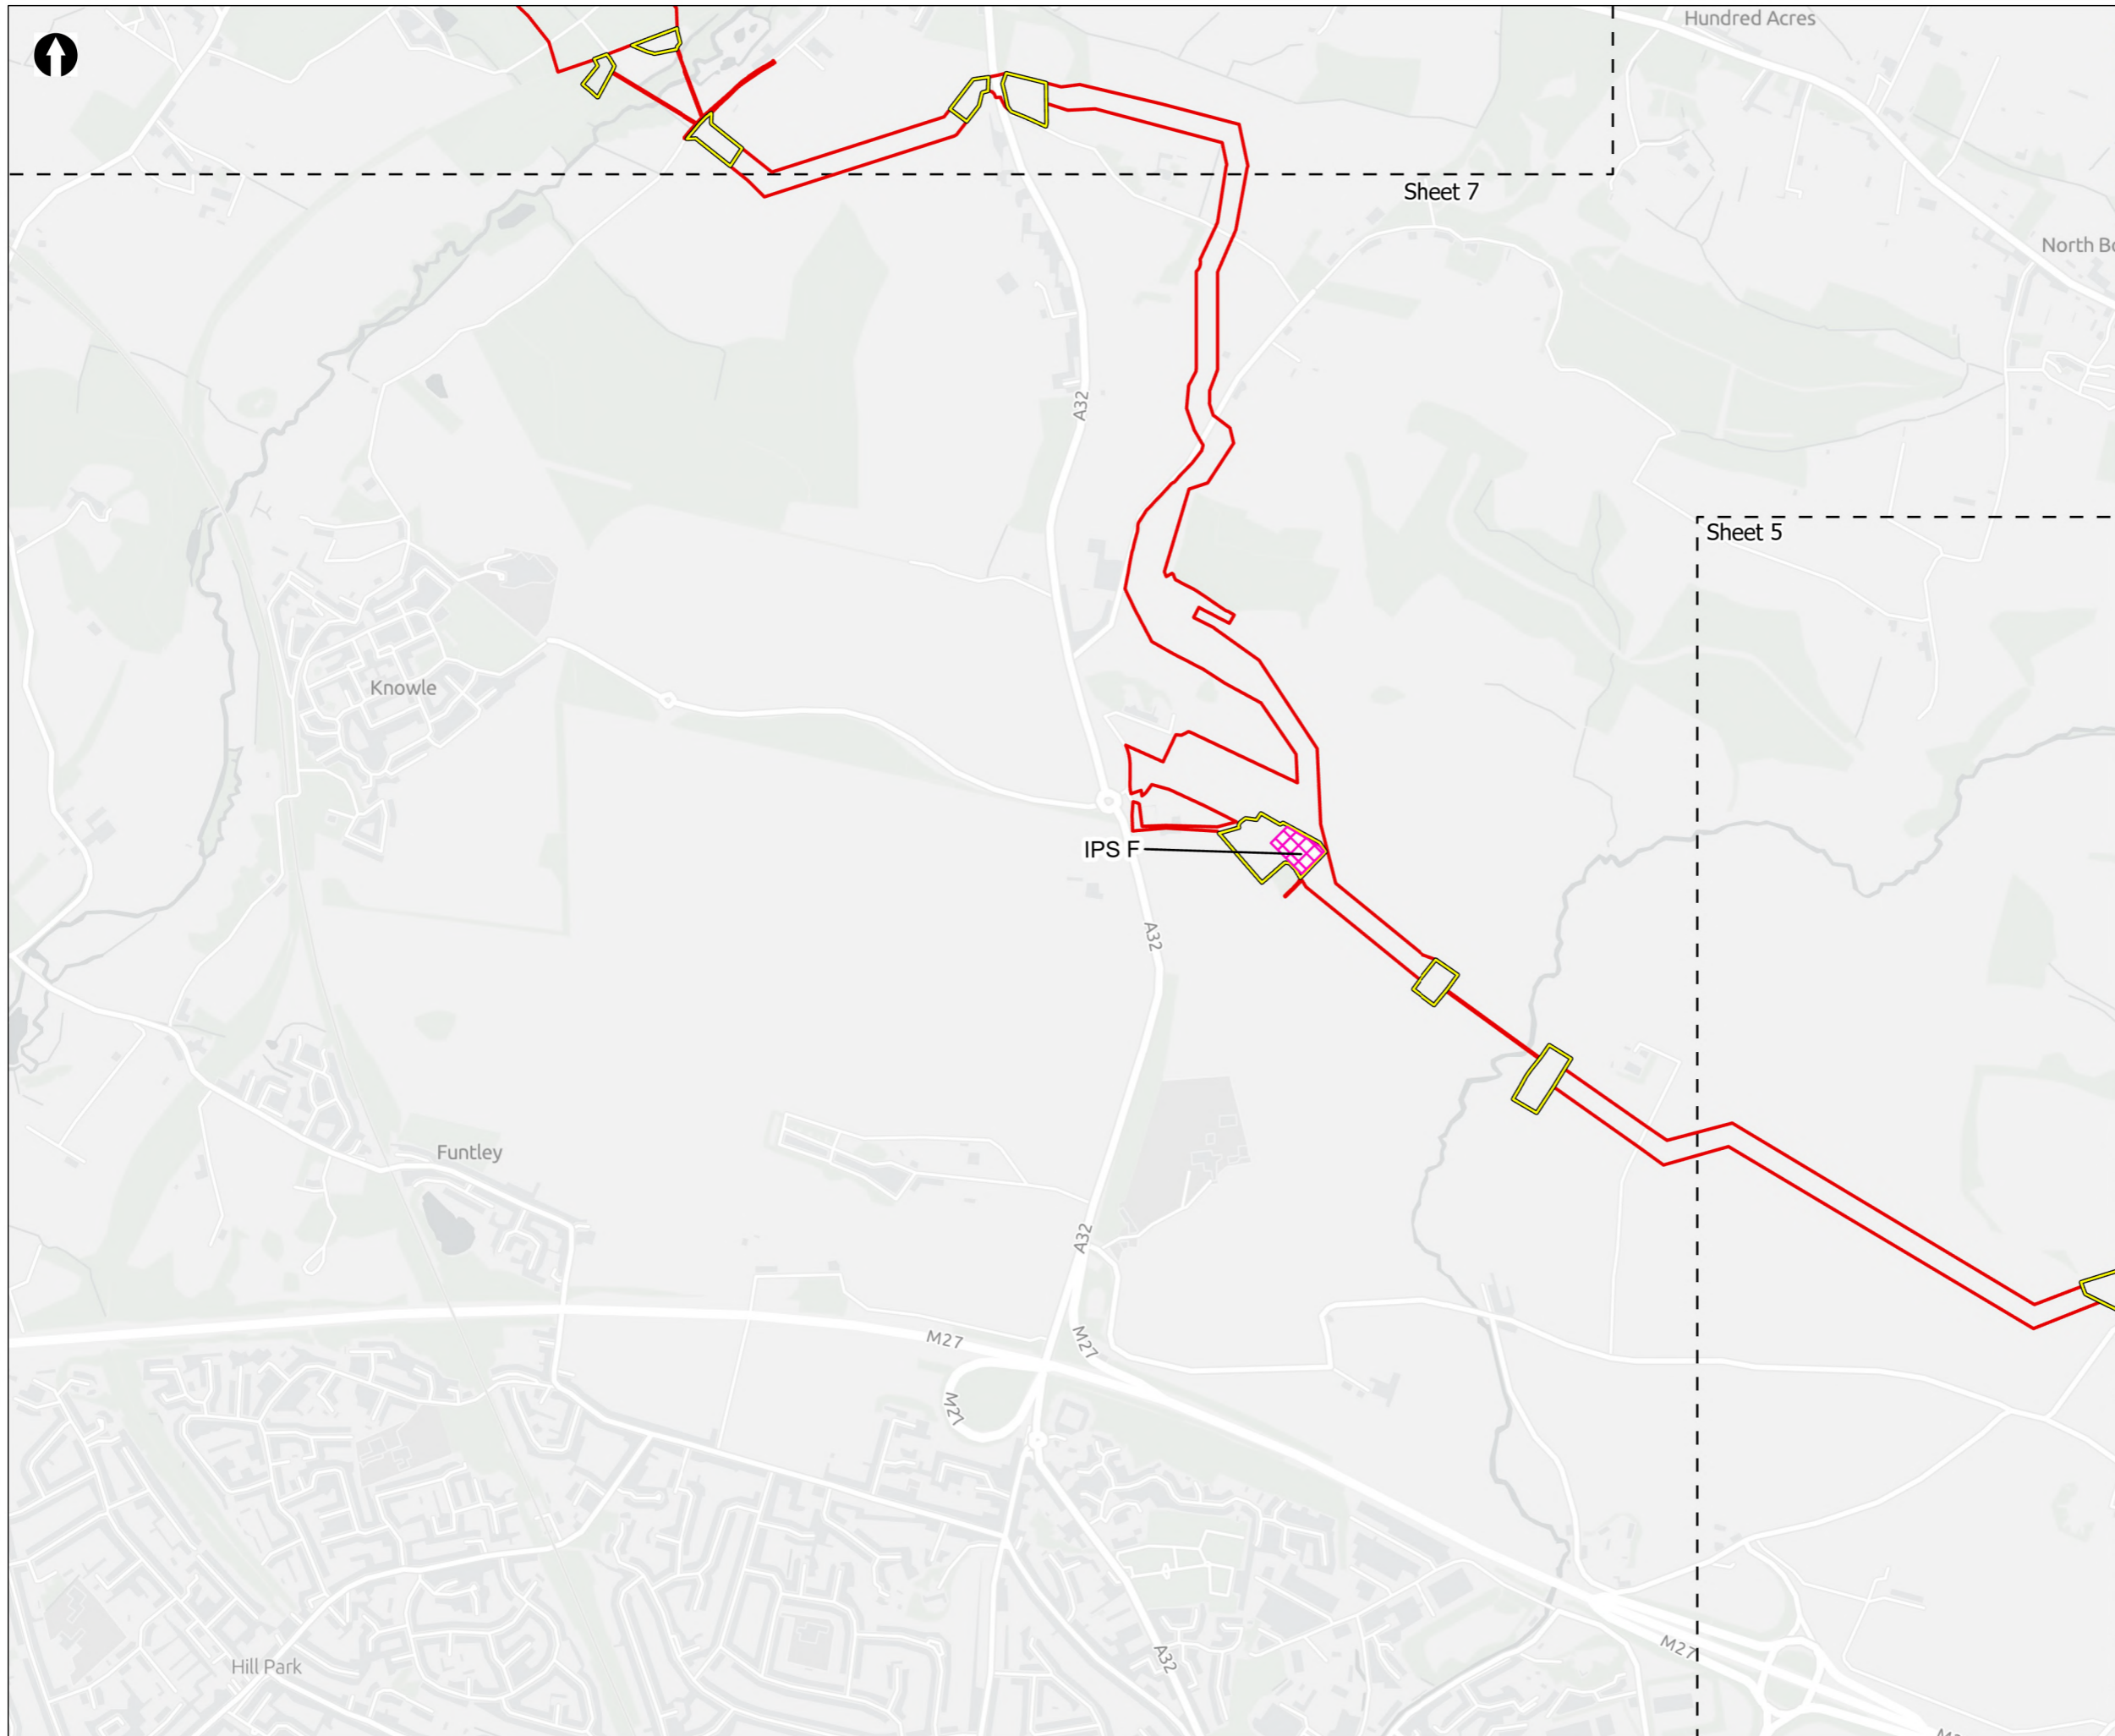 Hundred Acres
Sheet 7
North Bo
A32
Sheet 5
Knowle
IPS F
A32
Funtley
A32
M27
M27
M27
A32
M27
Hill Park